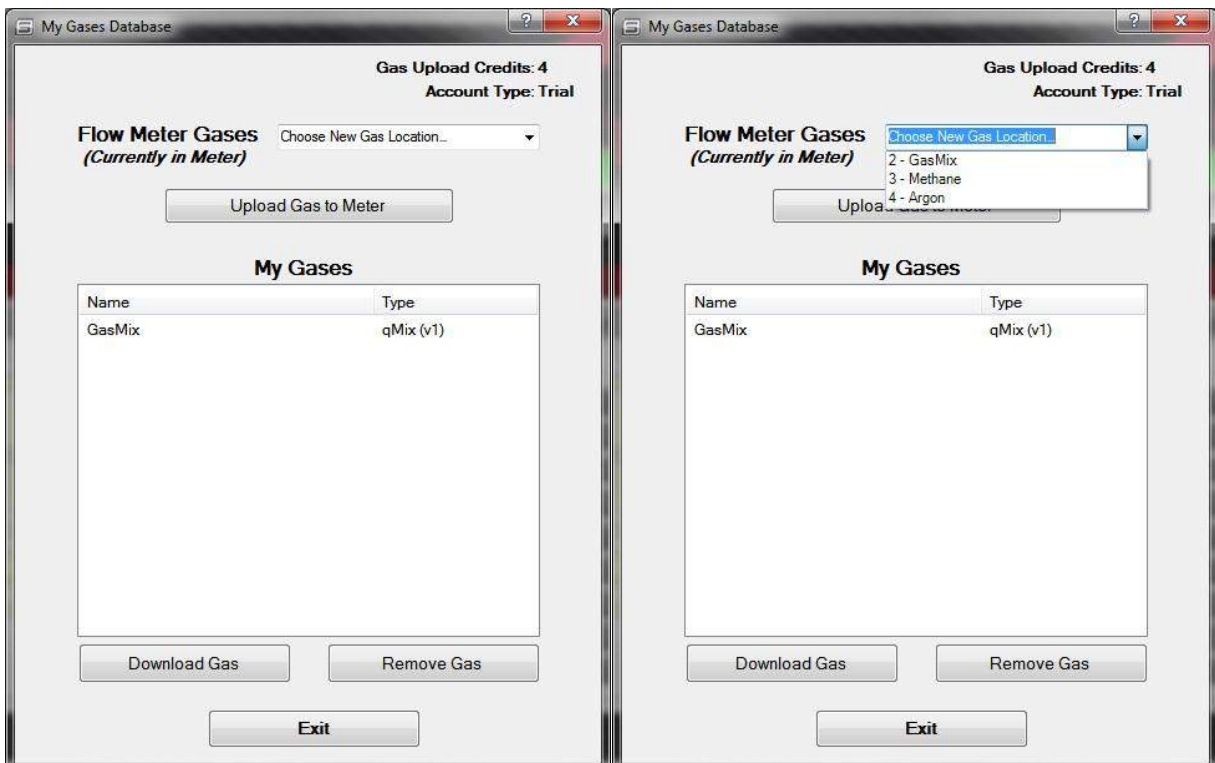 My Gases Database
Gas Upload Credits: 4
Account Type: Trial
Flow Meter Gases
Choose New Gas Location...
(Currently in Meter)
Upload Gas to Meter
My Gases
Name Type
GasMix qMix (v1)
Download Gas Remove Gas
Exit
My Gases Database
Gas Upload Credits: 4
Account Type: Trial
Flow Meter Gases
Choose New Gas Location...
(Currently in Meter)
2 - GasMix
3 - Methane
4 - Argon
My Gases
Name Type
GasMix qMix (v1)
Download Gas Remove Gas
Exit